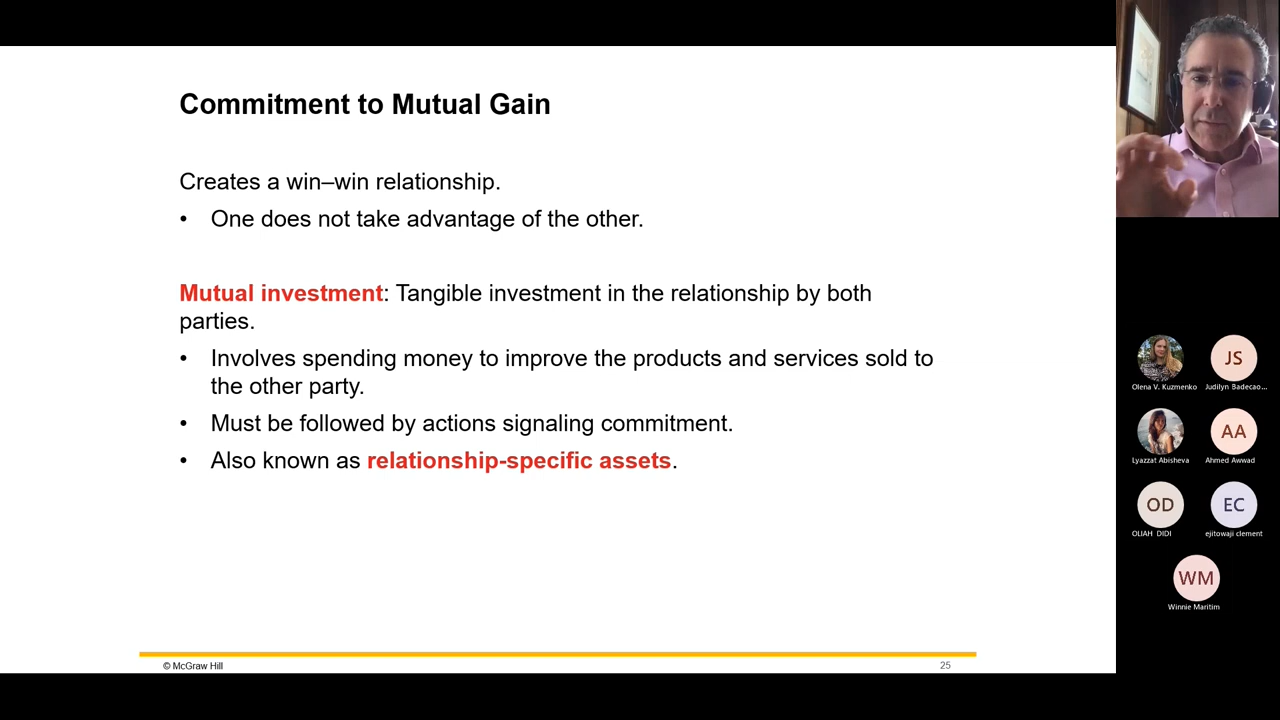 Commitment to Mutual Gain
Creates a win–win relationship.
• One does not take advantage of the other.
Mutual investment: Tangible investment in the relationship by both
parties.
• Involves spending money to improve the products and services sold to
the other party.
• Must be followed by actions signaling commitment.
• Also known as relationship-specific assets.
© McGraw Hill
25
Olena V. Kuzmenko
JS
Judilyn Badecao...
Lyazzat Abisheva
AA
Ahmed Awwad
OD
OLIAH DIDI
EC
ejitowaji clement
WM
Winnie Maritim